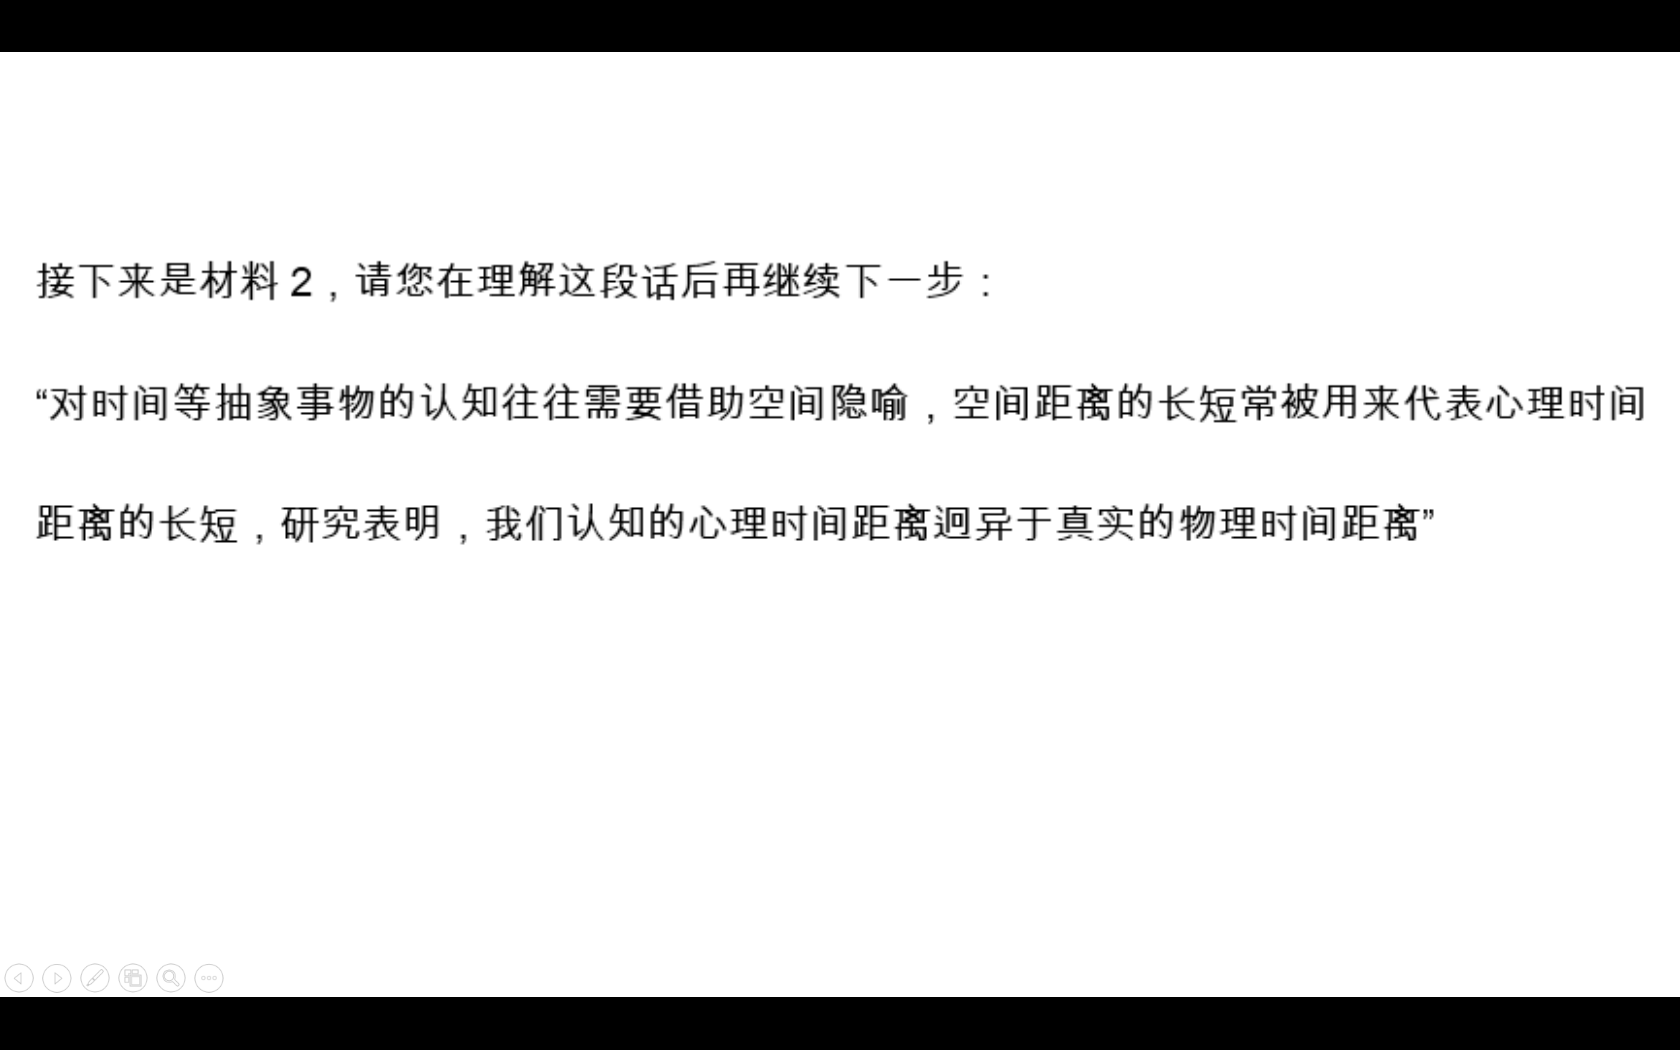 接下来是材料 2，请您在理解这段话后再继续下一步：
“对时间等抽象事物的认知往往需要借助空间隐喻，空间距离的长短常被用来代表心理时间
距离的长短，研究表明，我们认知的心理时间距离迥异于真实的物理时间距离”